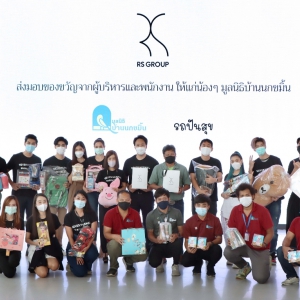 RS GROUP
ส่งมอบของขวัญจากผู้บริหารและพนักงาน ให้แก่น้องๆ มูลนิธิบ้านนกขมิ้น
มูลนิธิ
บ้านนกขมิ้น
รถปันสุข